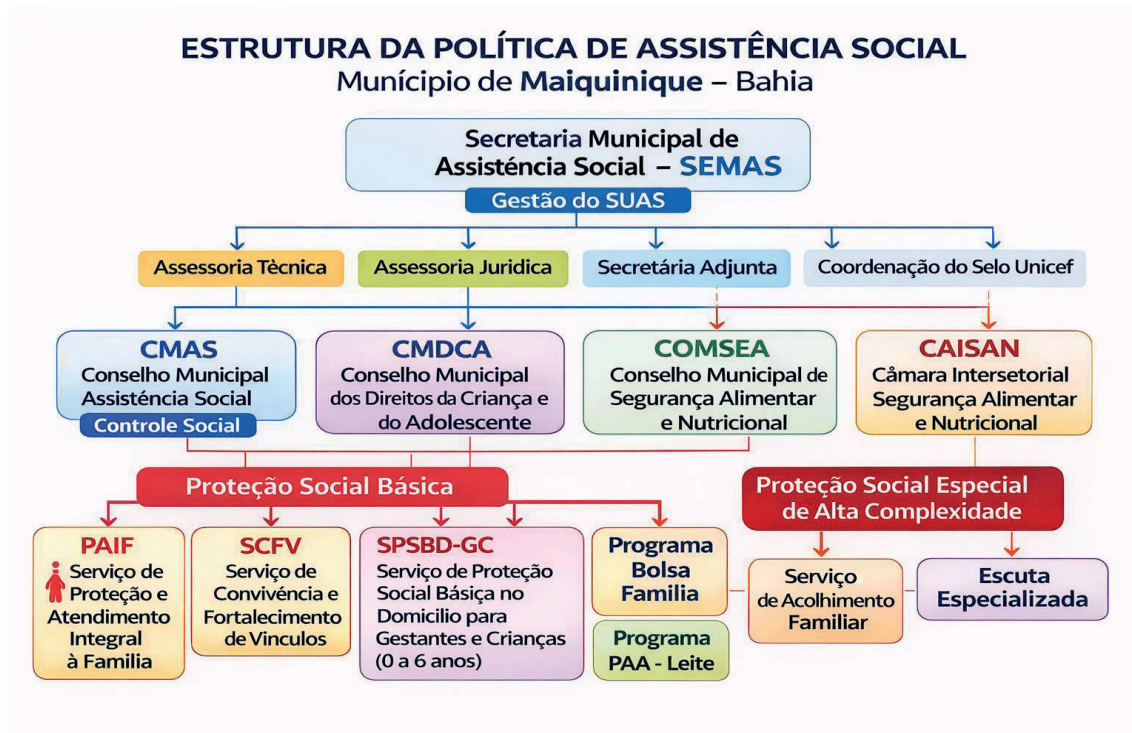 ESTRUTURA DA POLÍTICA DE ASSISTÊNCIA SOCIAL
Munícipio de Maiquinique – Bahia
Secretaria Municipal de
Assisténcia Social – SEMAS
Gestão do SUAS
Assessoria Tècnica
Assessoria Juridica
Secretária Adjunta
Coordenação do Selo Unicef
CMAS
Conselho Municipal
Assisténcia Social
Controle Social
CMDCA
Conselho Municipal
dos Direitos da Criança e
do Adolescente
COMSEA
Conselho Municipal de
Segurança Alimentar
e Nutricional
CAISAN
Câmara Intersetorial
Segurança Alimentar
e Nutricional
Proteção Social Básica
Proteção Social Especial
de Alta Complexidade
PAIF
Serviço de
Proteção e
Atendimento
Integral
à Familia
SCFV
Serviço de
Convivéncia e
Fortalecimento
de Vinculos
SPSBD-GC
Serviço de Proteção
Social Básica no
Domicilio para
Gestantes e Crianças
(0 a 6 anos)
Programa
Bolsa
Familia
Programa
PAA - Leite
Serviço
de Acolhimento
Familiar
Escuta
Especializada